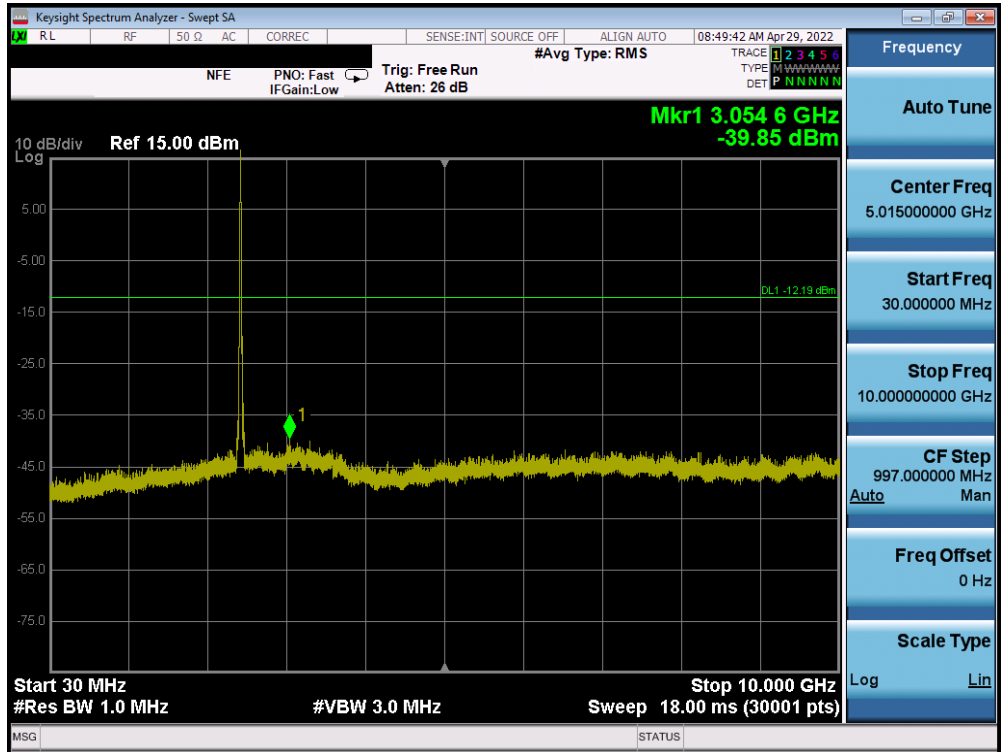 Keysight Spectrum Analyzer - Swept SA
LXI RL RF 50 Ω AC CORREC SENSE:INT SOURCE OFF ALIGN AUTO 08:49:42 AM Apr 29, 2022
#Avg Type: RMS
TRACE 1 2 3 4 5 6
TYPE M WWWWW
DET P N N N N N
NFE
PNO: Fast
IFGain:Low
Trig: Free Run
Atten: 26 dB
Mkr1 3.054 6 GHz
-39.85 dBm
10 dB/div
Log
Ref 15.00 dBm
5.00
-5.00
DL1 -12.19 dBm
-15.0
-25.0
-35.0
1
-45.0
-55.0
-65.0
-75.0
Start 30 MHz
Stop 10.000 GHz
#Res BW 1.0 MHz
#VBW 3.0 MHz
Sweep 18.00 ms (30001 pts)
MSG
STATUS
Frequency
Auto Tune
Center Freq
5.015000000 GHz
Start Freq
30.000000 MHz
Stop Freq
10.000000000 GHz
CF Step
997.000000 MHz
Auto Man
Freq Offset
0 Hz
Scale Type
Log Lin